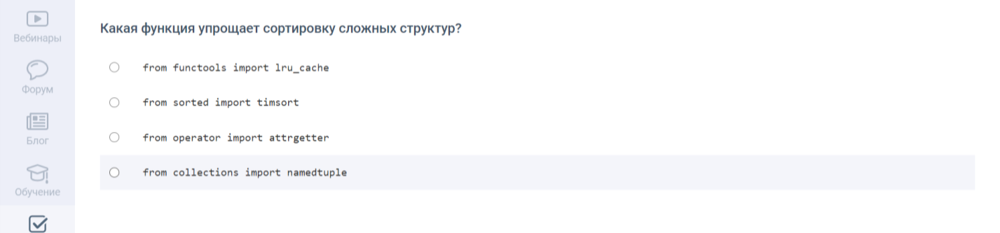 Вебинары
Форум
Блог
Обучение
Какая функция упрощает сортировку сложных структур?
from functools import lru_cache
from sorted import timsort
from operator import attrgetter
from collections import namedtuple